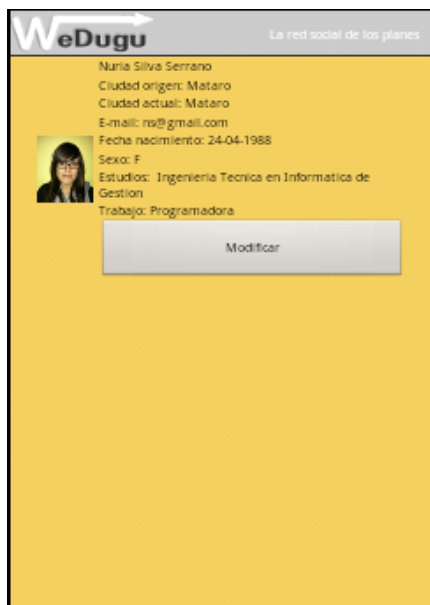 WeDugu
La red social de los planes
Nuria Silva Serrano
Ciudad origen: Mataro
Ciudad actual: Mataro
E-mail: ns@gmail.com
Fecha nacimiento: 24-04-1988
Sexo: F
Estudios:  Ingenieria Tecnica en Informatica de
Gestion
Trabajo: Programadora
Modificar